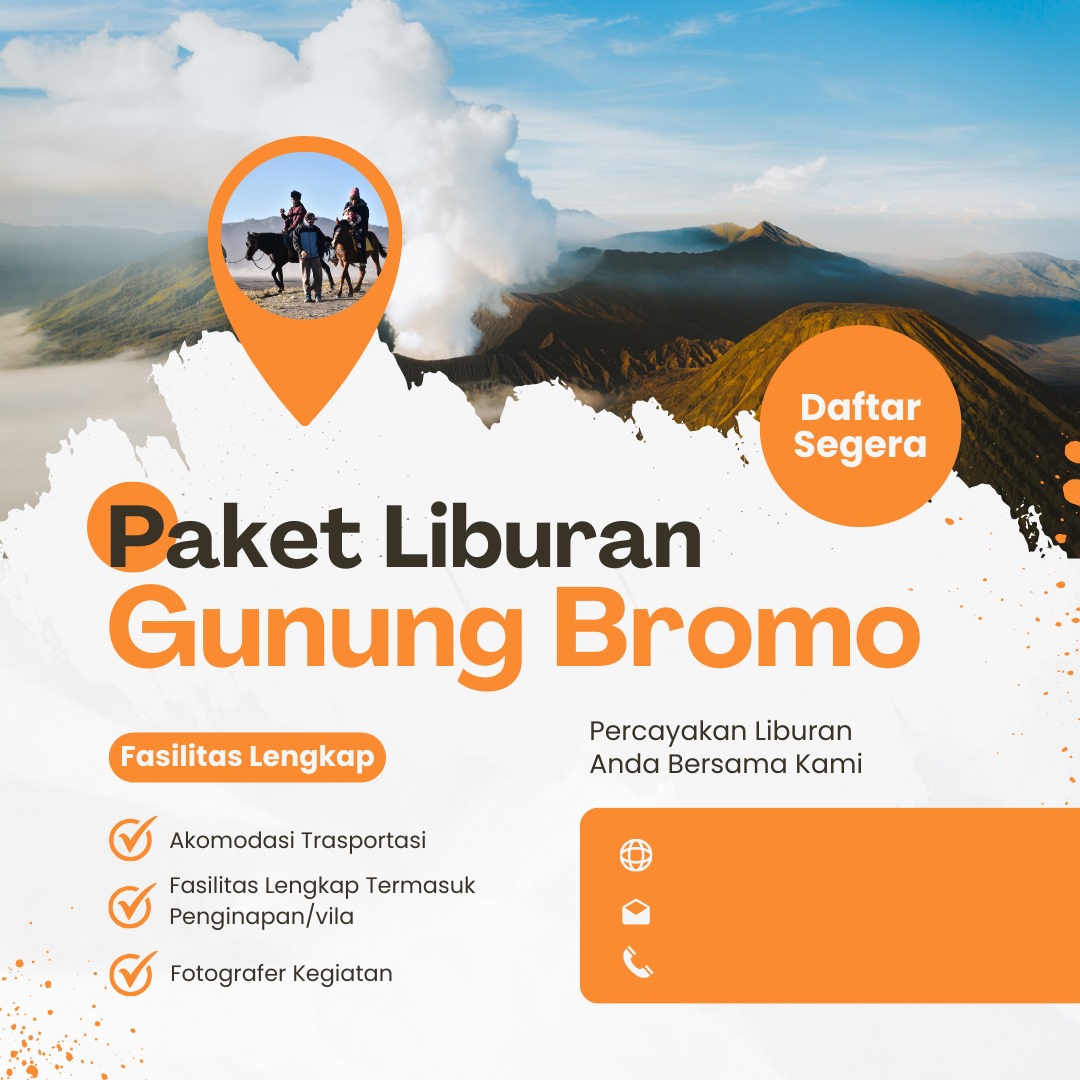 Daftar
Segera
Paket Liburan
Gunung Bromo
Fasilitas Lengkap
Akomodasi Trasportasi
Fasilitas Lengkap Termasuk
Penginapan/vila
Fotografer Kegiatan
Percayakan Liburan
Anda Bersama Kami